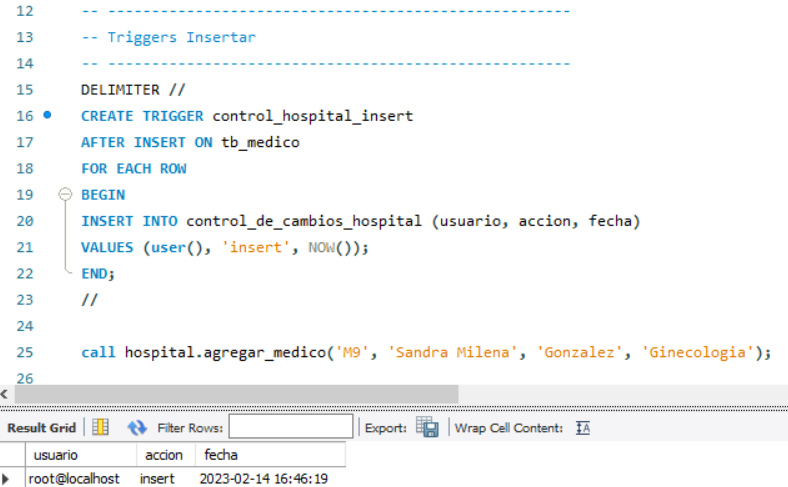 12 -- -----------------------------------------------------
13 -- Triggers Insertar
14 -- -----------------------------------------------------
15 DELIMITER //
16 CREATE TRIGGER control_hospital_insert
17 AFTER INSERT ON tb_medico
18 FOR EACH ROW
19 BEGIN
20 INSERT INTO control_de_cambios_hospital (usuario, accion, fecha)
21 VALUES (user(), 'insert', NOW());
22 END;
23 //
24
25 call hospital.agregar_medico('M9', 'Sandra Milena', 'Gonzalez', 'Ginecologia');
26
Result Grid Filter Rows: Export: Wrap Cell Content: IA
usuario accion fecha
root@localhost insert 2023-02-14 16:46:19